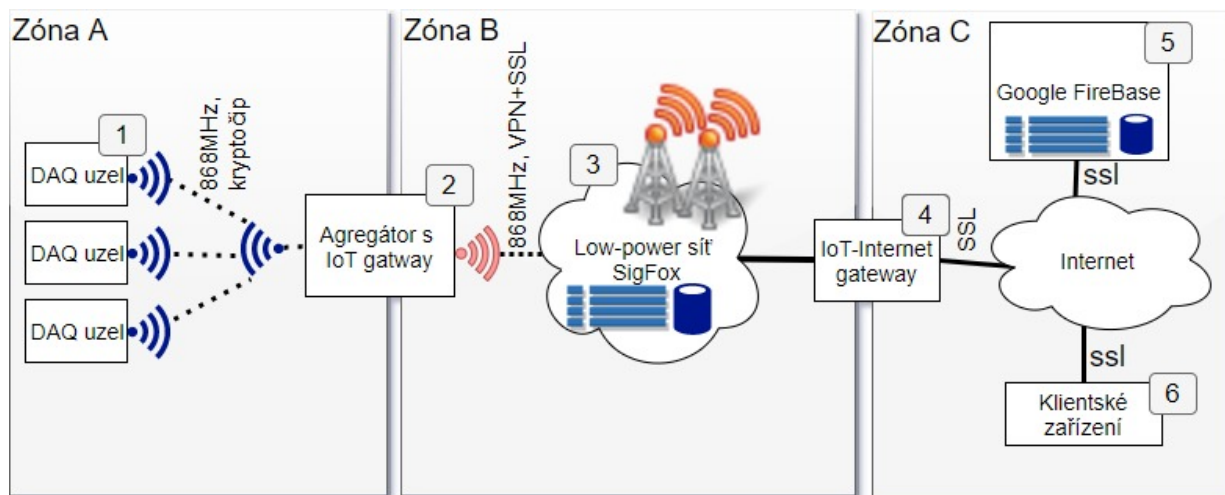 Zóna A
1
DAQ uzel
DAQ uzel
DAQ uzel
868MHz,
kryptočip
2
Agregátor s
IoT gatway
Zóna B
868MHz, VPN+SSL
3
Low-power síť
SigFox
4
IoT-Internet
gateway
Zóna C
SSL
5
Google FireBase
ssl
Internet
ssl
6
Klientské
zařízení